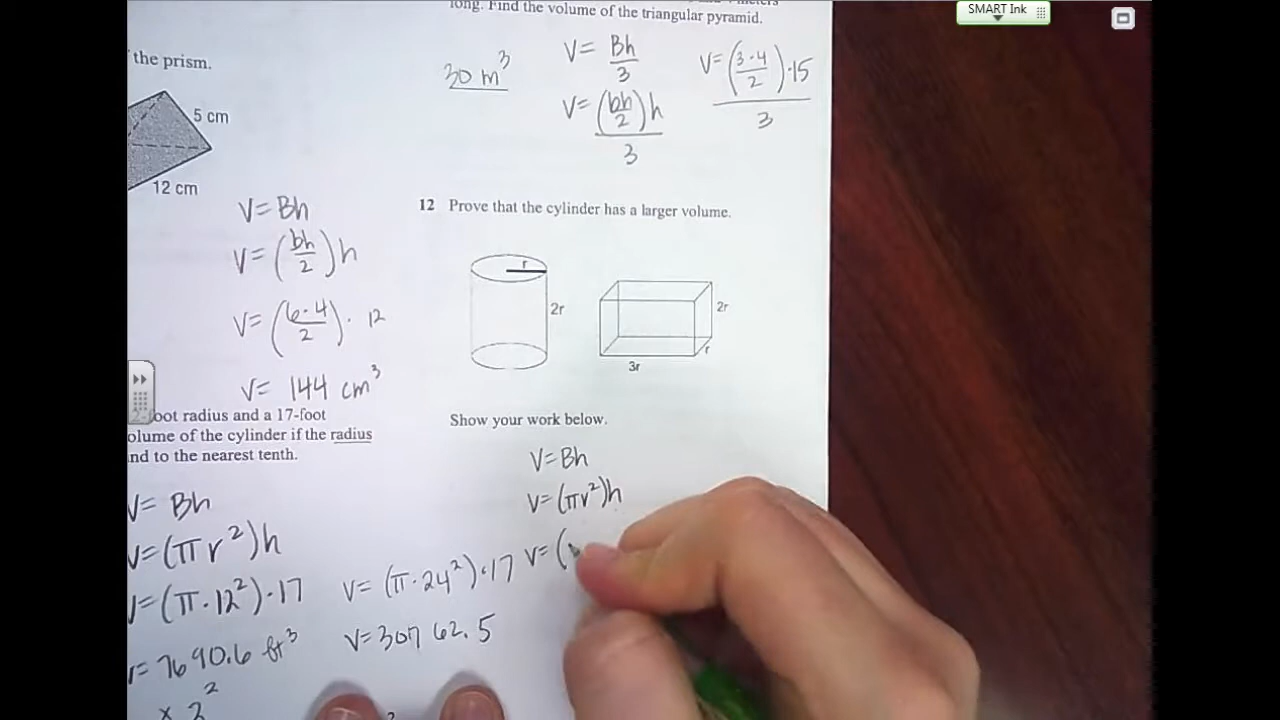 SMART Ink
long. Find the volume of the triangular pyramid.
30 m³
V = Bh/3
V = (bh/2)h/3
V = (3·4/2)·15/3
the prism.
5 cm
12 cm
V = Bh
V = (bh/2)h
V = (6·4/2)·12
V = 144 cm³
12 Prove that the cylinder has a larger volume.
r
2r
2r
r
3r
-foot radius and a 17-foot
olume of the cylinder if the radius
nd to the nearest tenth.
V = Bh
V = (πr²)h
V = (π·12²)·17
V = 7690.6 ft³
x 2²
V = (π·24²)·17
V = 30762.5
Show your work below.
V = Bh
V = (πr²)h
V = (